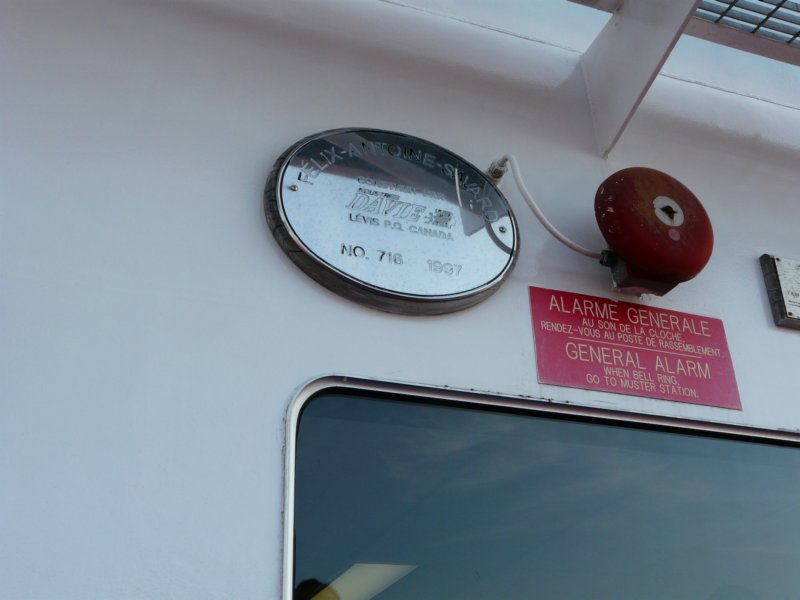 FÉLIX-ANTOINE-SAVARD
INDUSTRIES
DAVIE
LÉVIS P.Q. CANADA
NO. 716 1997
ALARME GENERALE
AU SON DE LA CLOCHE,
RENDEZ-VOUS AU POSTE DE RASSEMBLEMENT.
GENERAL ALARM
WHEN BELL RING,
GO TO MUSTER STATION.